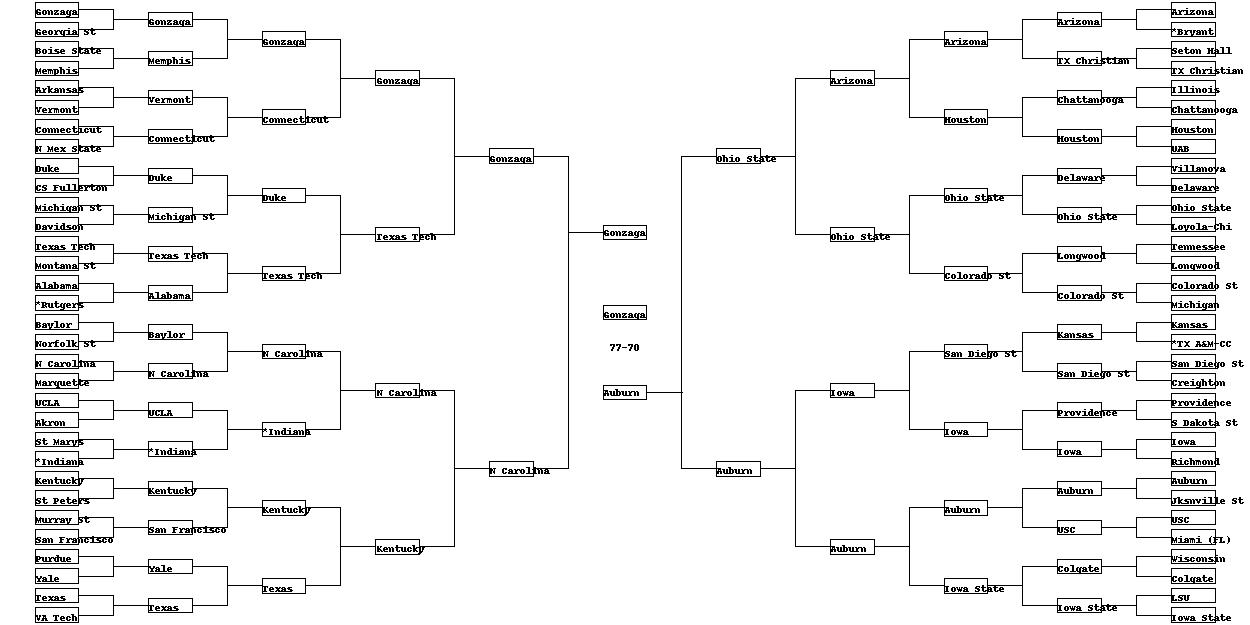 Gonzaga
Georgia St
Boise State
Memphis
Arkansas
Vermont
Connecticut
N Mex State
Duke
CS Fullerton
Michigan St
Davidson
Texas Tech
Montana St
Alabama
*Rutgers
Baylor
Norfolk St
N Carolina
Marquette
UCLA
Akron
St Marys
*Indiana
Kentucky
St Peters
Murray St
San Francisco
Purdue
Yale
Texas
VA Tech
Gonzaga
Memphis
Vermont
Connecticut
Duke
Michigan St
Texas Tech
Alabama
Baylor
N Carolina
UCLA
*Indiana
Kentucky
San Francisco
Yale
Texas
Gonzaga
Connecticut
Duke
Texas Tech
N Carolina
*Indiana
Kentucky
Texas
Gonzaga
Texas Tech
N Carolina
Kentucky
Gonzaga
N Carolina
Gonzaga
Gonzaga
77-70
Auburn
Ohio State
Auburn
Arizona
Ohio State
Iowa
Auburn
Arizona
Houston
Ohio State
Colorado St
San Diego St
Iowa
Auburn
Iowa State
Arizona
TX Christian
Chattanooga
Houston
Delaware
Ohio State
Longwood
Colorado St
Kansas
San Diego St
Providence
Iowa
Auburn
USC
Colgate
Iowa State
Arizona
*Bryant
Seton Hall
TX Christian
Illinois
Chattanooga
Houston
UAB
Villanova
Delaware
Ohio State
Loyola-Chi
Tennessee
Longwood
Colorado St
Michigan
Kansas
*TX A&M-CC
San Diego St
Creighton
Providence
S Dakota St
Iowa
Richmond
Auburn
Jksnville St
USC
Miami (FL)
Wisconsin
Colgate
LSU
Iowa State